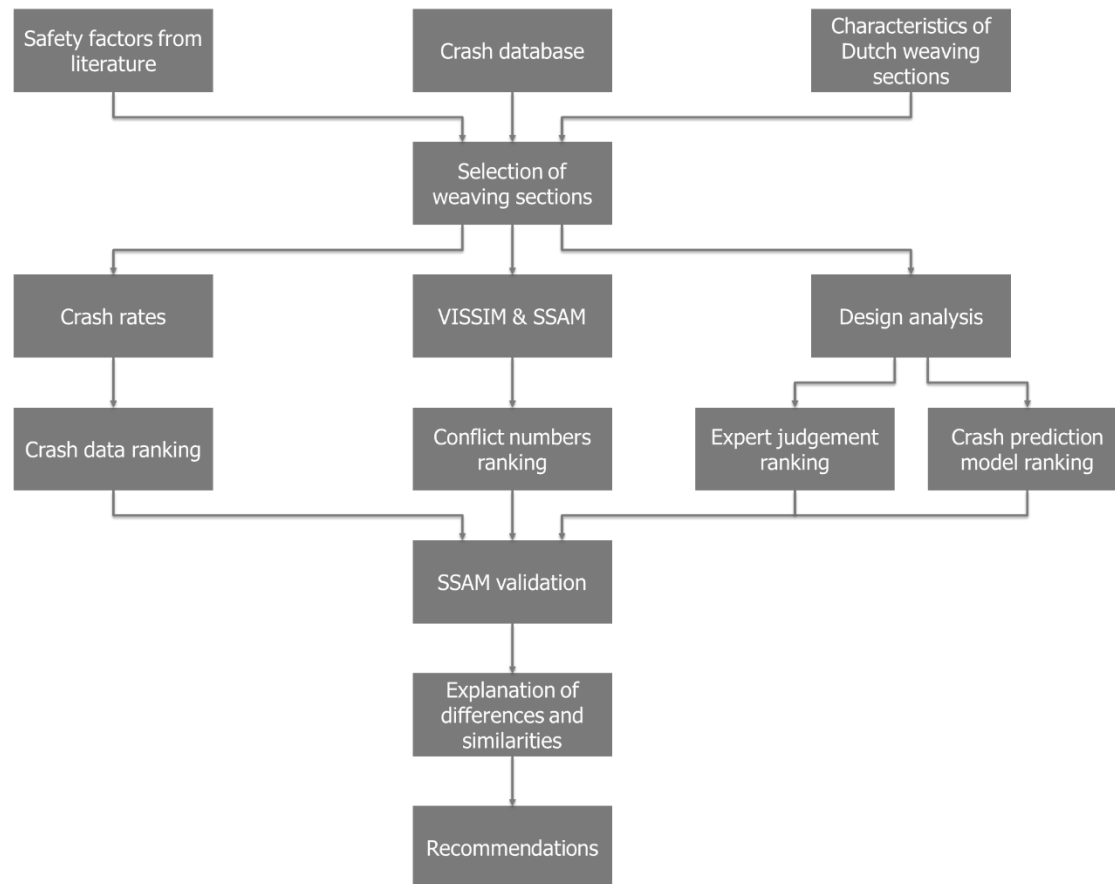 Safety factors from
literature
Crash database
Characteristics of
Dutch weaving
sections
Selection of
weaving sections
Crash rates
VISSIM & SSAM
Design analysis
Crash data ranking
Conflict numbers
ranking
Expert judgement
ranking
Crash prediction
model ranking
SSAM validation
Explanation of
differences and
similarities
Recommendations